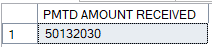 PMTD AMOUNT RECEIVED
1 50132030